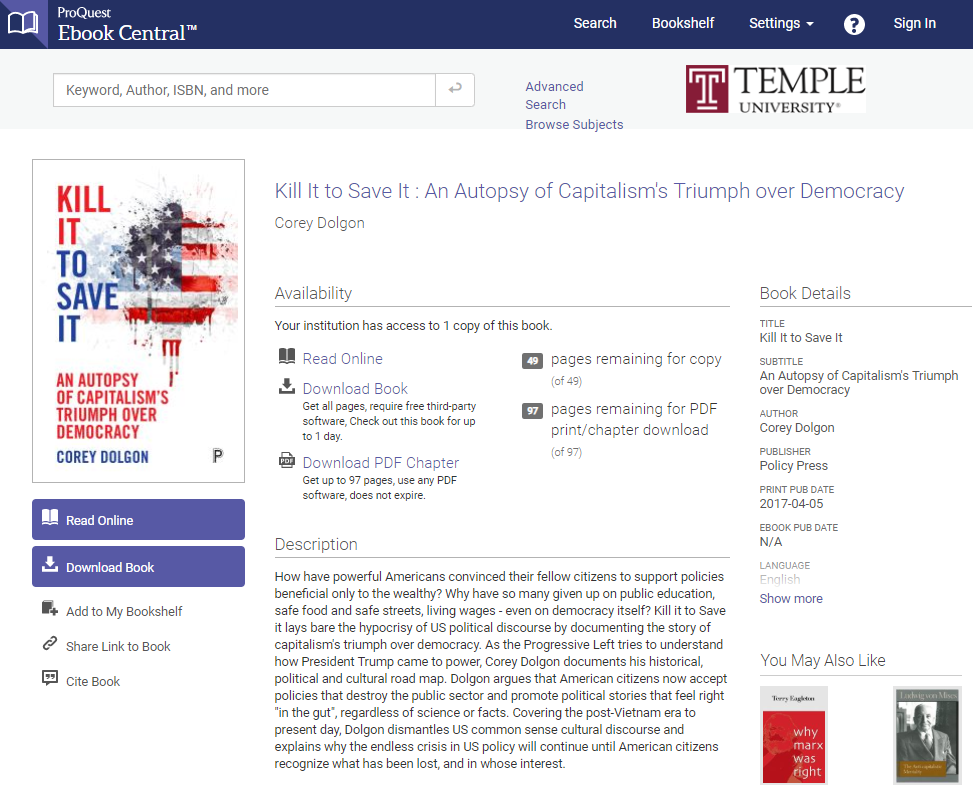 ProQuest
Ebook Central™
Search Bookshelf Settings ? Sign In
Keyword, Author, ISBN, and more
Advanced
Search
Browse Subjects
T TEMPLE
UNIVERSITY®
KILL
IT
TO
SAVE
IT
AN AUTOPSY
OF CAPITALISM'S
TRIUMPH OVER
DEMOCRACY
COREY DOLGON
P
Read Online
Download Book
Add to My Bookshelf
Share Link to Book
Cite Book
Kill It to Save It : An Autopsy of Capitalism's Triumph over Democracy
Corey Dolgon
Availability
Your institution has access to 1 copy of this book.
Read Online
Download Book
Get all pages, require free third-party
software, Check out this book for up
to 1 day.
PDF
Download PDF Chapter
Get up to 97 pages, use any PDF
software, does not expire.
49 pages remaining for copy
(of 49)
97 pages remaining for PDF
print/chapter download
(of 97)
Description
How have powerful Americans convinced their fellow citizens to support policies
beneficial only to the wealthy? Why have so many given up on public education,
safe food and safe streets, living wages - even on democracy itself? Kill it to Save
it lays bare the hypocrisy of US political discourse by documenting the story of
capitalism's triumph over democracy. As the Progressive Left tries to understand
how President Trump came to power, Corey Dolgon documents his historical,
political and cultural road map. Dolgon argues that American citizens now accept
policies that destroy the public sector and promote political stories that feel right
"in the gut", regardless of science or facts. Covering the post-Vietnam era to
present day, Dolgon dismantles US common sense cultural discourse and
explains why the endless crisis in US policy will continue until American citizens
recognize what has been lost, and in whose interest.
Book Details
TITLE
Kill It to Save It
SUBTITLE
An Autopsy of Capitalism's Triumph
over Democracy
AUTHOR
Corey Dolgon
PUBLISHER
Policy Press
PRINT PUB DATE
2017-04-05
EBOOK PUB DATE
N/A
LANGUAGE
English
Show more
You May Also Like
Terry Eagleton
why
marx
was
right
Ludwig von Mises
The Anti-capitalistic
Mentality